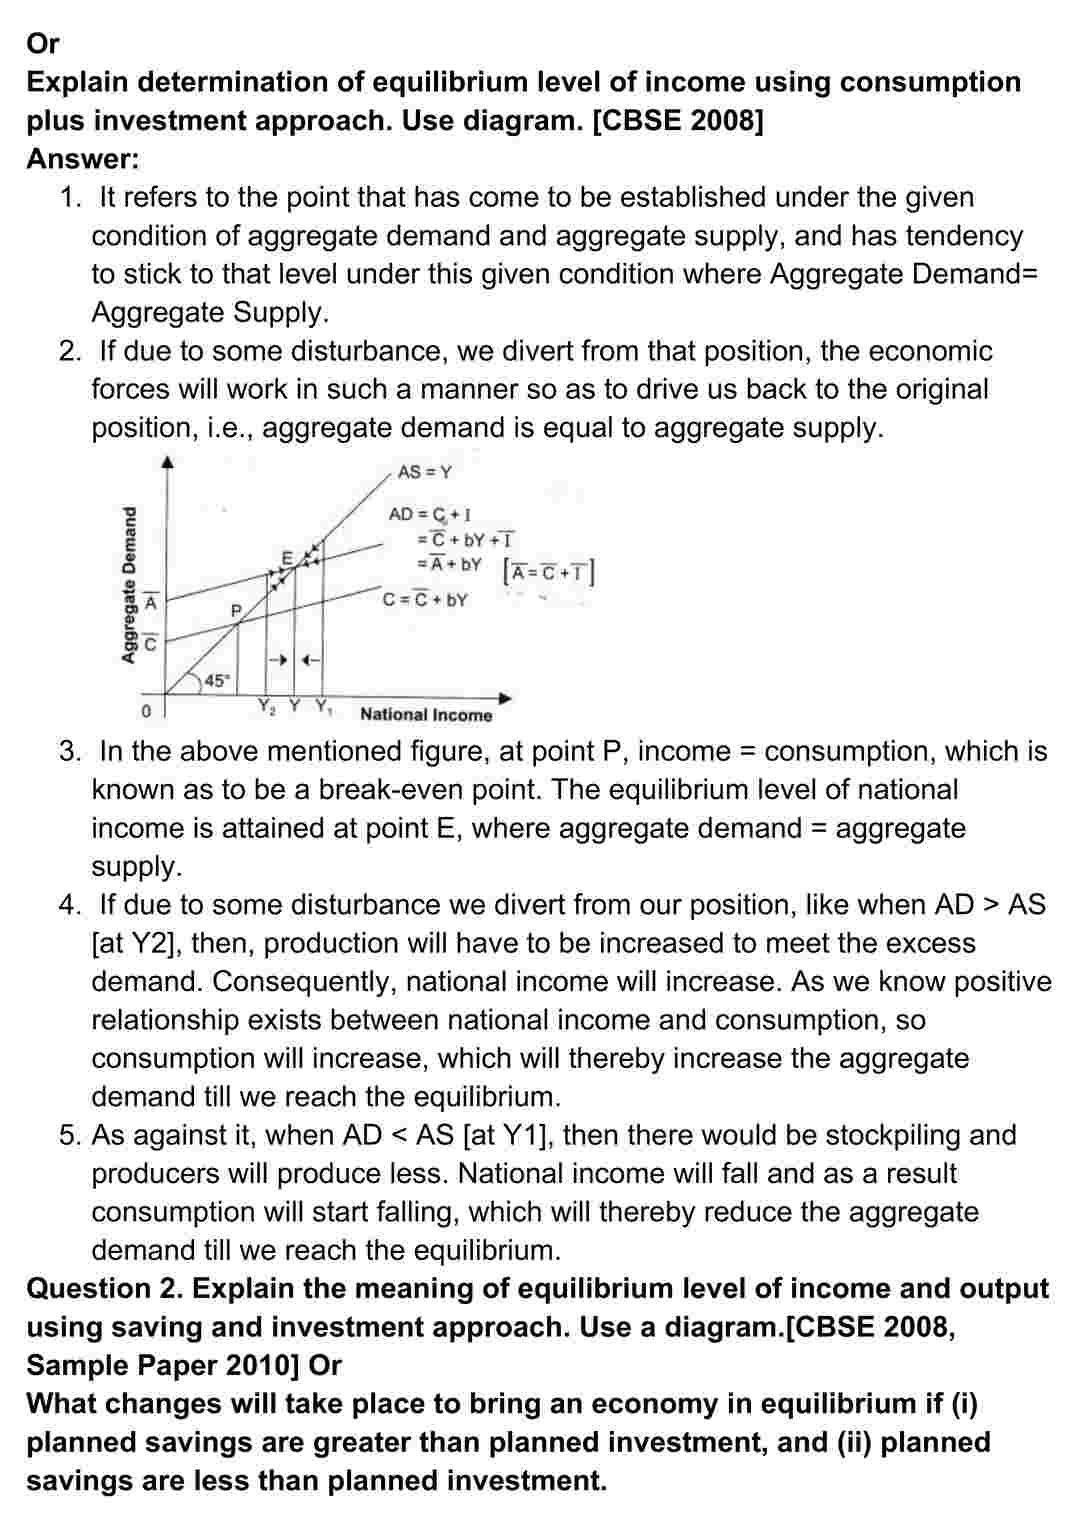 Or
Explain determination of equilibrium level of income using consumption
plus investment approach. Use diagram. [CBSE 2008]
Answer:
1. It refers to the point that has come to be established under the given
condition of aggregate demand and aggregate supply, and has tendency
to stick to that level under this given condition where Aggregate Demand=
Aggregate Supply.
2. If due to some disturbance, we divert from that position, the economic
forces will work in such a manner so as to drive us back to the original
position, i.e., aggregate demand is equal to aggregate supply.
Aggregate Demand
AS = Y
AD = C + I
= C̅ + bY + I̅
= A̅ + bY [A̅ = C̅ + I̅]
C = C̅ + bY
E
A̅
P
C̅
45°
0
Y₂ Y Y₁
National Income
3. In the above mentioned figure, at point P, income = consumption, which is
known as to be a break-even point. The equilibrium level of national
income is attained at point E, where aggregate demand = aggregate
supply.
4. If due to some disturbance we divert from our position, like when AD > AS
[at Y2], then, production will have to be increased to meet the excess
demand. Consequently, national income will increase. As we know positive
relationship exists between national income and consumption, so
consumption will increase, which will thereby increase the aggregate
demand till we reach the equilibrium.
5. As against it, when AD < AS [at Y1], then there would be stockpiling and
producers will produce less. National income will fall and as a result
consumption will start falling, which will thereby reduce the aggregate
demand till we reach the equilibrium.
Question 2. Explain the meaning of equilibrium level of income and output
using saving and investment approach. Use a diagram.[CBSE 2008,
Sample Paper 2010] Or
What changes will take place to bring an economy in equilibrium if (i)
planned savings are greater than planned investment, and (ii) planned
savings are less than planned investment.